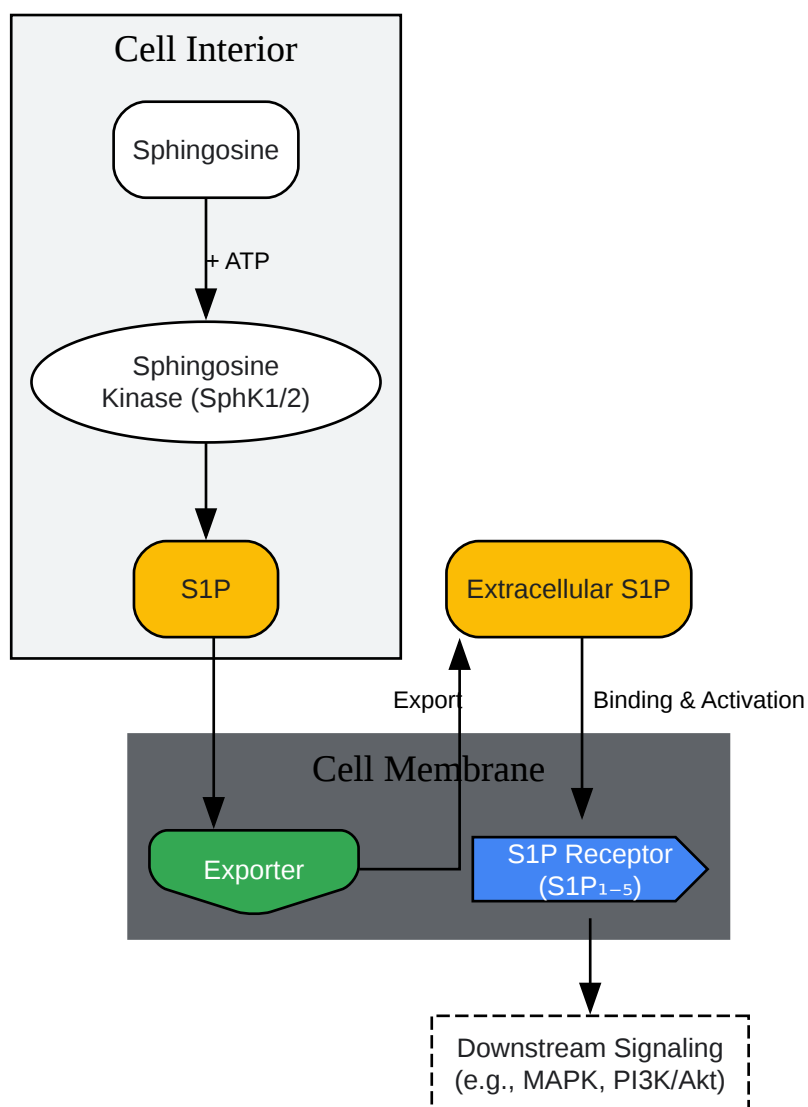 Cell Interior
Sphingosine
+ ATP
Sphingosine
Kinase (SphK1/2)
S1P
Extracellular S1P
Export
Binding & Activation
Cell Membrane
Exporter
S1P Receptor
(S1P₁₋₅)
Downstream Signaling
(e.g., MAPK, PI3K/Akt)